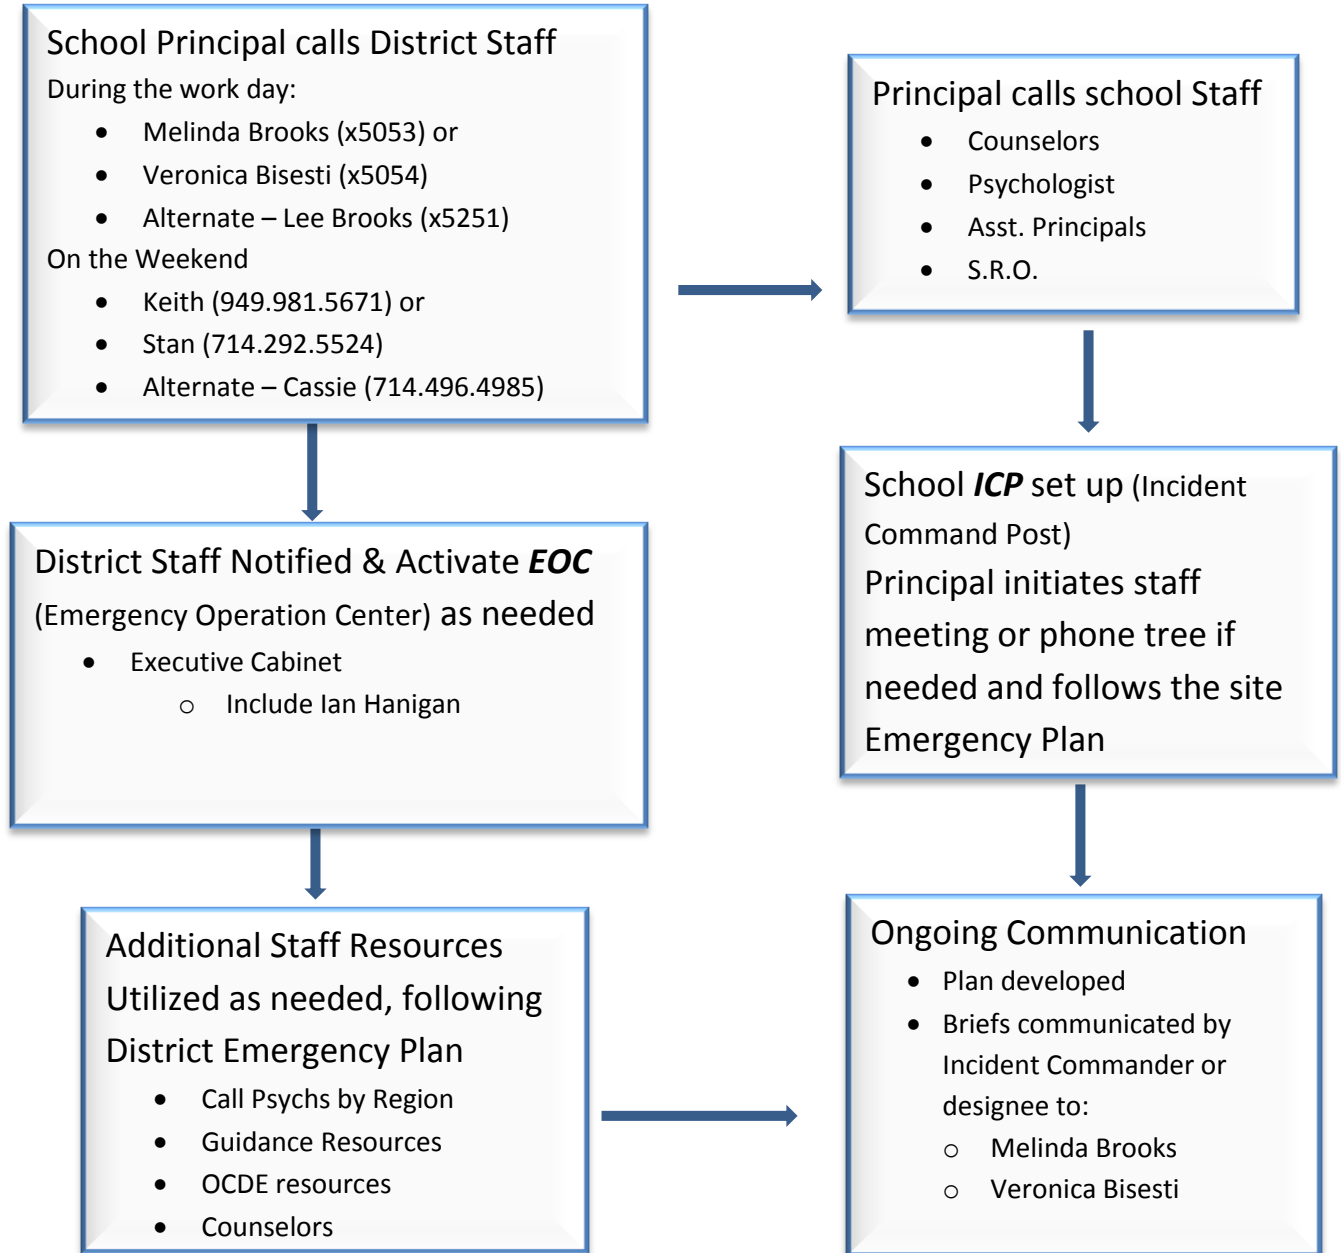 School Principal calls District Staff
During the work day:
• Melinda Brooks (x5053) or
• Veronica Bisesti (x5054)
• Alternate – Lee Brooks (x5251)
On the Weekend
• Keith (949.981.5671) or
• Stan (714.292.5524)
• Alternate – Cassie (714.496.4985)
Principal calls school Staff
• Counselors
• Psychologist
• Asst. Principals
• S.R.O.
District Staff Notified & Activate EOC
(Emergency Operation Center) as needed
• Executive Cabinet
o Include Ian Hanigan
School ICP set up (Incident
Command Post)
Principal initiates staff
meeting or phone tree if
needed and follows the site
Emergency Plan
Additional Staff Resources
Utilized as needed, following
District Emergency Plan
• Call Psychs by Region
• Guidance Resources
• OCDE resources
• Counselors
Ongoing Communication
• Plan developed
• Briefs communicated by
Incident Commander or
designee to:
o Melinda Brooks
o Veronica Bisesti